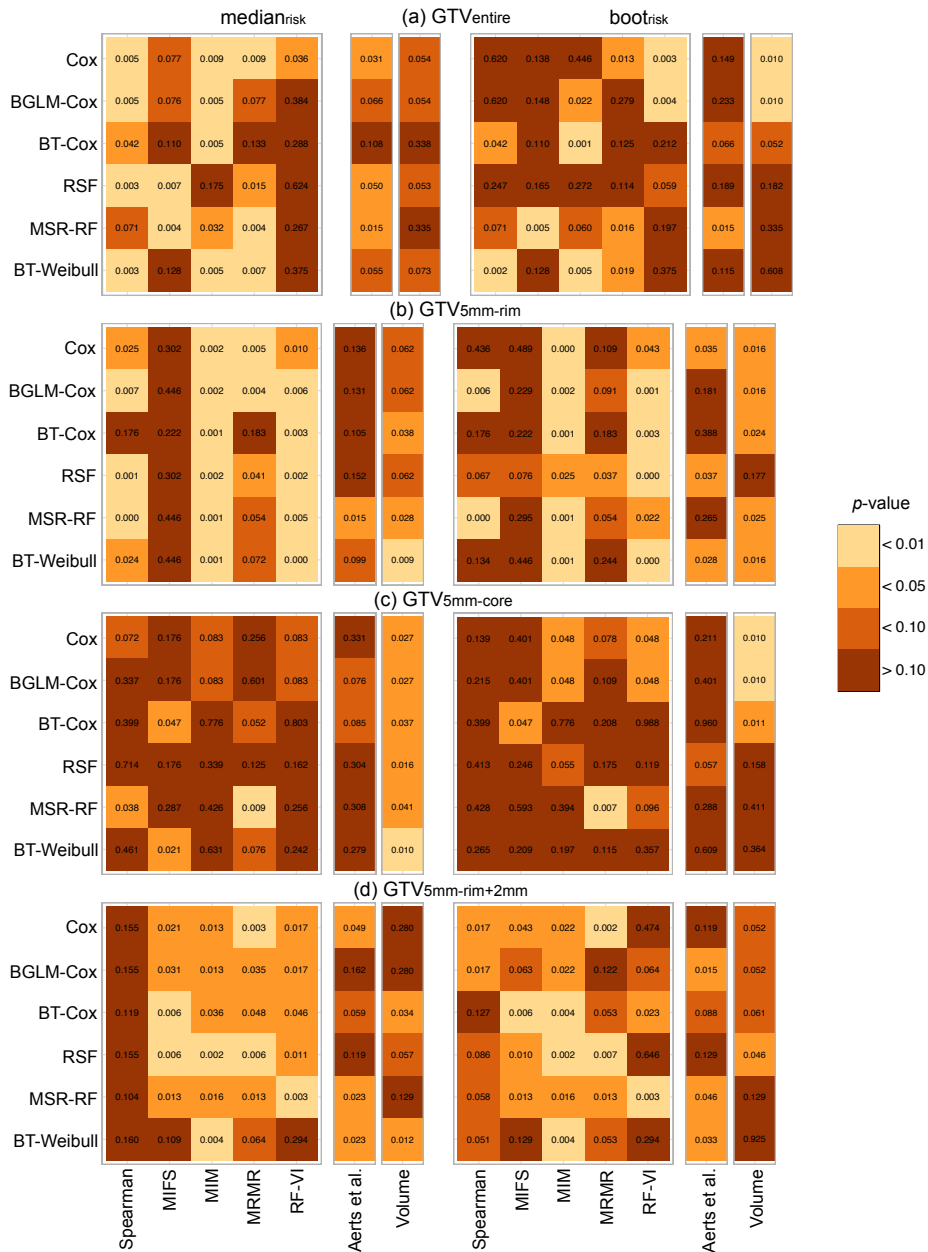 medianrisk (a) GTVentire bootrisk
Cox 0.005 0.077 0.009 0.009 0.036 0.031 0.054 0.620 0.138 0.446 0.013 0.003 0.149 0.010
BGLM-Cox 0.005 0.076 0.005 0.077 0.384 0.066 0.054 0.620 0.148 0.022 0.279 0.004 0.233 0.010
BT-Cox 0.042 0.110 0.005 0.133 0.288 0.108 0.338 0.042 0.110 0.001 0.125 0.212 0.066 0.052
RSF 0.003 0.007 0.175 0.015 0.624 0.050 0.053 0.247 0.165 0.272 0.114 0.059 0.189 0.182
MSR-RF 0.071 0.004 0.032 0.004 0.267 0.015 0.335 0.071 0.005 0.060 0.016 0.197 0.015 0.335
BT-Weibull 0.003 0.128 0.005 0.007 0.375 0.055 0.073 0.002 0.128 0.005 0.019 0.375 0.115 0.608
(b) GTV5mm-rim
Cox 0.025 0.302 0.002 0.005 0.010 0.136 0.062 0.436 0.489 0.000 0.109 0.043 0.035 0.016
BGLM-Cox 0.007 0.446 0.002 0.004 0.006 0.131 0.062 0.006 0.229 0.002 0.091 0.001 0.181 0.016
BT-Cox 0.176 0.222 0.001 0.183 0.003 0.105 0.038 0.176 0.222 0.001 0.183 0.003 0.388 0.024
RSF 0.001 0.302 0.002 0.041 0.002 0.152 0.062 0.067 0.076 0.025 0.037 0.000 0.037 0.177
MSR-RF 0.000 0.446 0.001 0.054 0.005 0.015 0.028 0.000 0.295 0.001 0.054 0.022 0.265 0.025
BT-Weibull 0.024 0.446 0.001 0.072 0.000 0.099 0.009 0.134 0.446 0.001 0.244 0.000 0.028 0.016
p-value
< 0.01
< 0.05
< 0.10
> 0.10
(c) GTV5mm-core
Cox 0.072 0.176 0.083 0.256 0.083 0.331 0.027 0.139 0.401 0.048 0.078 0.048 0.211 0.010
BGLM-Cox 0.337 0.176 0.083 0.601 0.083 0.076 0.027 0.215 0.401 0.048 0.109 0.048 0.401 0.010
BT-Cox 0.399 0.047 0.776 0.052 0.803 0.085 0.037 0.399 0.047 0.776 0.208 0.988 0.960 0.011
RSF 0.714 0.176 0.339 0.125 0.162 0.304 0.016 0.413 0.246 0.055 0.175 0.119 0.057 0.158
MSR-RF 0.038 0.287 0.426 0.009 0.256 0.308 0.041 0.428 0.593 0.394 0.007 0.096 0.288 0.411
BT-Weibull 0.461 0.021 0.631 0.076 0.242 0.279 0.010 0.265 0.209 0.197 0.115 0.357 0.609 0.364
(d) GTV5mm-rim+2mm
Cox 0.155 0.021 0.013 0.003 0.017 0.049 0.280 0.017 0.043 0.022 0.002 0.474 0.119 0.052
BGLM-Cox 0.155 0.031 0.013 0.035 0.017 0.162 0.280 0.017 0.063 0.022 0.122 0.064 0.015 0.052
BT-Cox 0.119 0.006 0.036 0.048 0.046 0.059 0.034 0.127 0.006 0.004 0.053 0.023 0.088 0.061
RSF 0.155 0.006 0.002 0.006 0.011 0.119 0.057 0.086 0.010 0.002 0.007 0.646 0.129 0.046
MSR-RF 0.104 0.013 0.016 0.013 0.003 0.023 0.129 0.058 0.013 0.016 0.013 0.003 0.046 0.129
BT-Weibull 0.160 0.109 0.004 0.064 0.294 0.023 0.012 0.051 0.129 0.004 0.053 0.294 0.033 0.925
Spearman MIFS MIM MRMR RF-VI Aerts et al. Volume Spearman MIFS MIM MRMR RF-VI Aerts et al. Volume